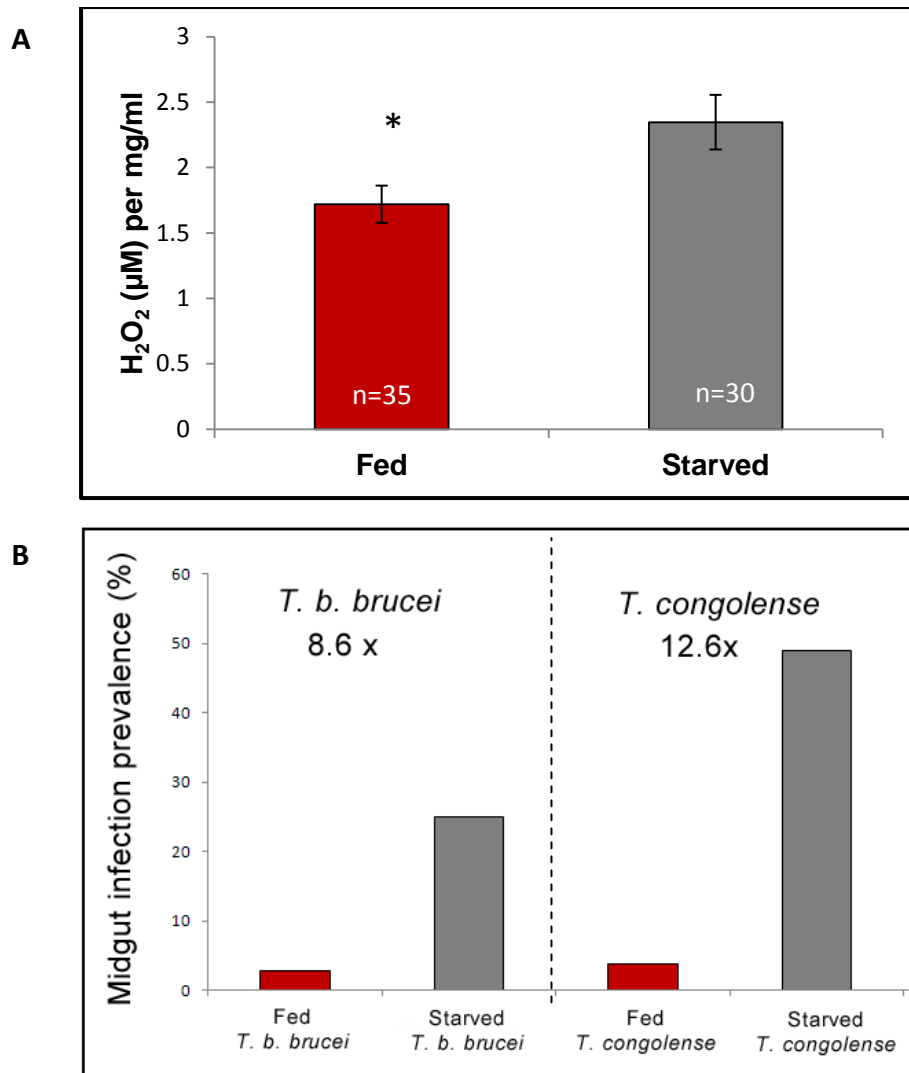 A
H₂O₂ (µM) per mg/ml
3
2.5
2
1.5
1
0.5
0
*
n=35
n=30
Fed
Starved
B
Midgut infection prevalence (%)
60
50
40
30
20
10
0
T. b. brucei
8.6 x
T. congolense
12.6x
Fed
T. b. brucei
Starved
T. b. brucei
Fed
T. congolense
Starved
T. congolense